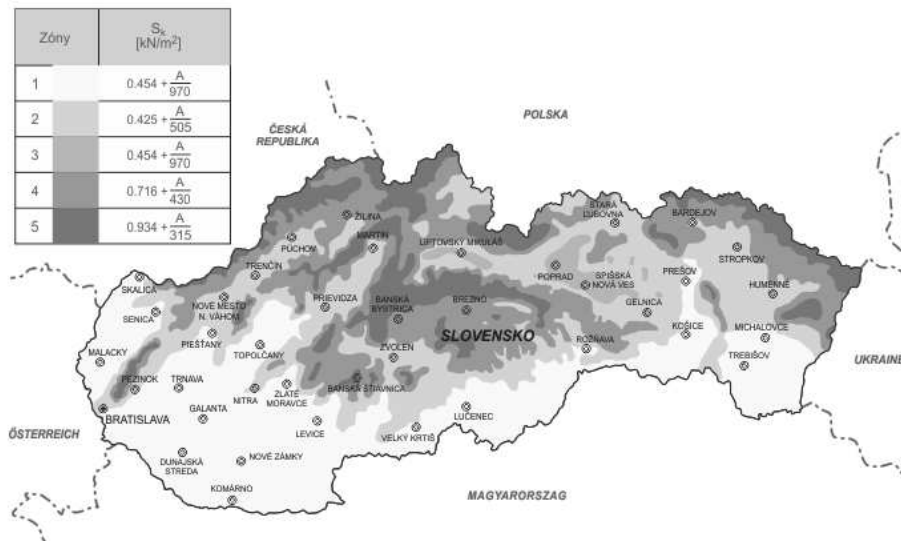 Zóny
Sk
[kN/m²]
1 0.454 + A/970
2 0.425 + A/505
3 0.454 + A/970
4 0.716 + A/430
5 0.934 + A/315
POLSKA
ČESKÁ
REPUBLIKA
ŽILINA
STARÁ
ĽUBOVNA
BARDEJOV
PÚCHOV
MARTIN
LIPTOVSKÝ MIKULÁŠ
STROPKOV
TRENČÍN
POPRAD
SPIŠSKÁ
NOVÁ VES
PREŠOV
SKALICA
NOVÉ MESTO
N. VÁHOM
PRIEVIDZA
BANSKÁ
BYSTRICA
BREZNO
GELNICA
HUMENNÉ
SENICA
PIEŠŤANY
TOPOLČANY
SLOVENSKO
ZVOLEN
ROŽŇAVA
KOŠICE
MICHALOVCE
MALACKY
TREBIŠOV
UKRAINE
PEZINOK
TRNAVA
NITRA
ZLATÉ
MORAVCE
BANSKÁ ŠTIAVNICA
BRATISLAVA
GALANTA
LEVICE
LUČENEC
VEĽKÝ KRTÍŠ
ÖSTERREICH
DUNAJSKÁ
STREDA
NOVÉ ZÁMKY
KOMÁRNO
MAGYARORSZAG